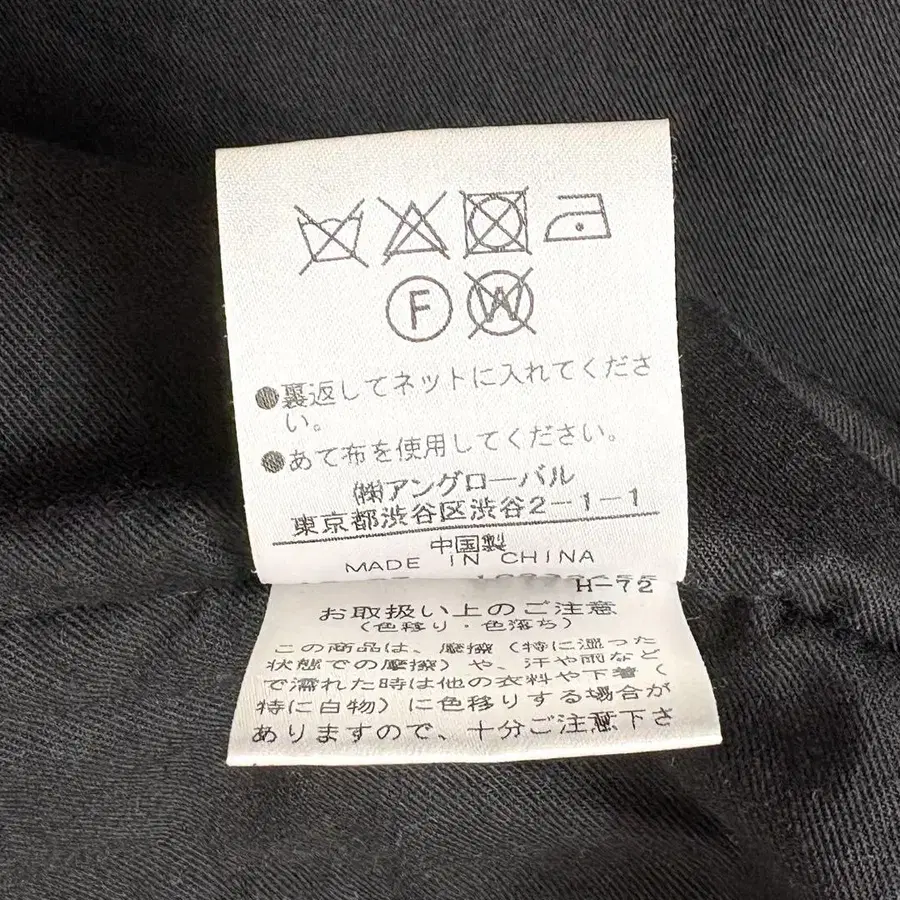 F
W
●裏返してネットに入れてくださ
い。
●あて布を使用してください。
㈱アングローバル
東京都渋谷区渋谷2-1-1
中国製
MADE IN CHINA
H-72
お取扱い上のご注意
(色移り・色落ち)
この商品は、摩擦(特に湿った
状態での摩擦)や、汗や雨など
で濡れた時は他の衣料や下着(
特に白物)に色移りする場合が
ありますので、十分ご注意下さ